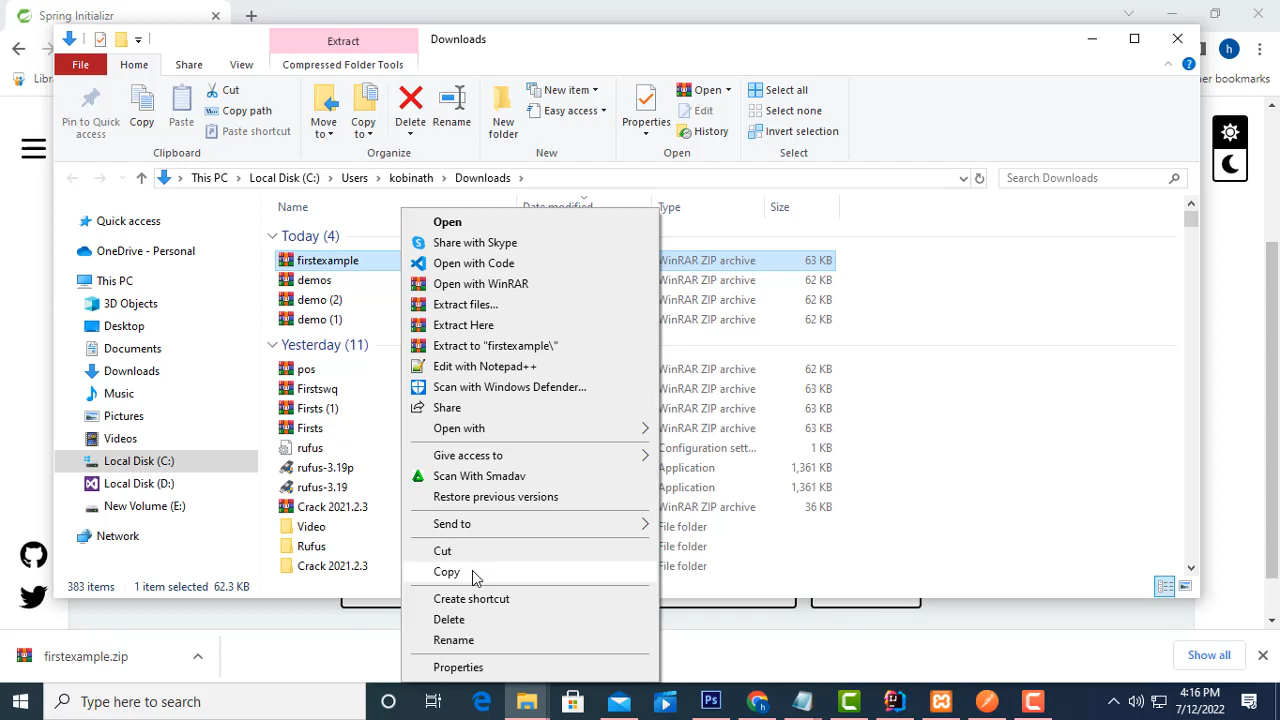 Spring Initializr
Extract
Downloads
File
Home
Share
View
Compressed Folder Tools
Pin to Quick access
Copy
Paste
Cut
Copy path
Paste shortcut
Move to
Copy to
Delete
Rename
New folder
New item
Easy access
Properties
Open
Edit
History
Select all
Select none
Invert selection
Clipboard
Organize
New
Open
Select
This PC
Local Disk (C:)
Users
kobinath
Downloads
Search Downloads
Name
Date modified
Type
Size
Quick access
OneDrive - Personal
This PC
3D Objects
Desktop
Documents
Downloads
Music
Pictures
Videos
Local Disk (C:)
Local Disk (D:)
New Volume (E:)
Network
Today (4)
firstexample WinRAR ZIP archive 63 KB
demos WinRAR ZIP archive 62 KB
demo (2) WinRAR ZIP archive 62 KB
demo (1) WinRAR ZIP archive 62 KB
Yesterday (11)
pos WinRAR ZIP archive 62 KB
Firstswq WinRAR ZIP archive 63 KB
Firsts (1) WinRAR ZIP archive 63 KB
Firsts WinRAR ZIP archive 63 KB
rufus Configuration sett... 1 KB
rufus-3.19p Application 1,361 KB
rufus-3.19 Application 1,361 KB
Crack 2021.2.3 WinRAR ZIP archive 36 KB
Video File folder
Rufus File folder
Crack 2021.2.3 File folder
Open
Share with Skype
Open with Code
Open with WinRAR
Extract files...
Extract Here
Extract to "firstexample\"
Edit with Notepad++
Scan with Windows Defender...
Share
Open with
Give access to
Scan With Smadav
Restore previous versions
Send to
Cut
Copy
Create shortcut
Delete
Rename
Properties
383 items 1 item selected 62.3 KB
h
bookmarks
firstexample.zip
Show all
Type here to search
Ps
h
4:16 PM
7/12/2022